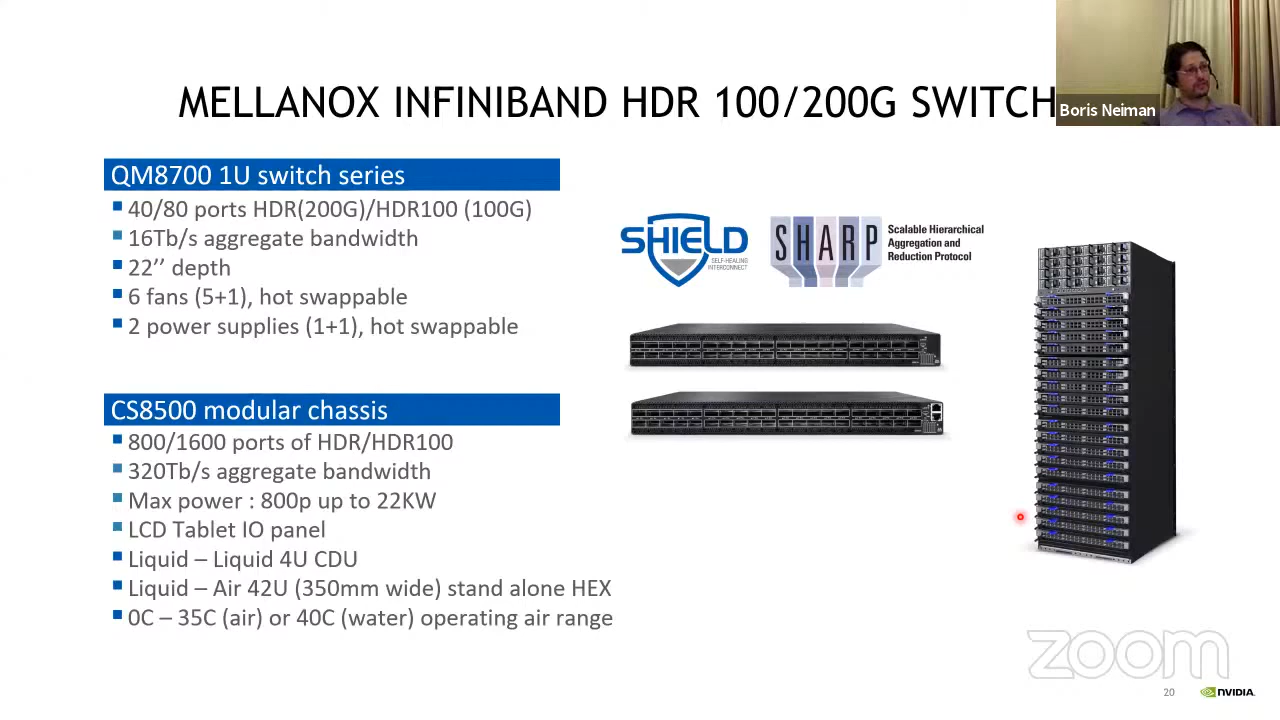 MELLANOX INFINIBAND HDR 100/200G SWITCH
Boris Neiman
QM8700 1U switch series
40/80 ports HDR(200G)/HDR100 (100G)
16Tb/s aggregate bandwidth
22’’ depth
6 fans (5+1), hot swappable
2 power supplies (1+1), hot swappable
SHIELD
SELF-HEALING
INTERCONNECT
SHARP
Scalable Hierarchical
Aggregation and
Reduction Protocol
CS8500 modular chassis
800/1600 ports of HDR/HDR100
320Tb/s aggregate bandwidth
Max power : 800p up to 22KW
LCD Tablet IO panel
Liquid – Liquid 4U CDU
Liquid – Air 42U (350mm wide) stand alone HEX
0C – 35C (air) or 40C (water) operating air range
zoom
20
NVIDIA.